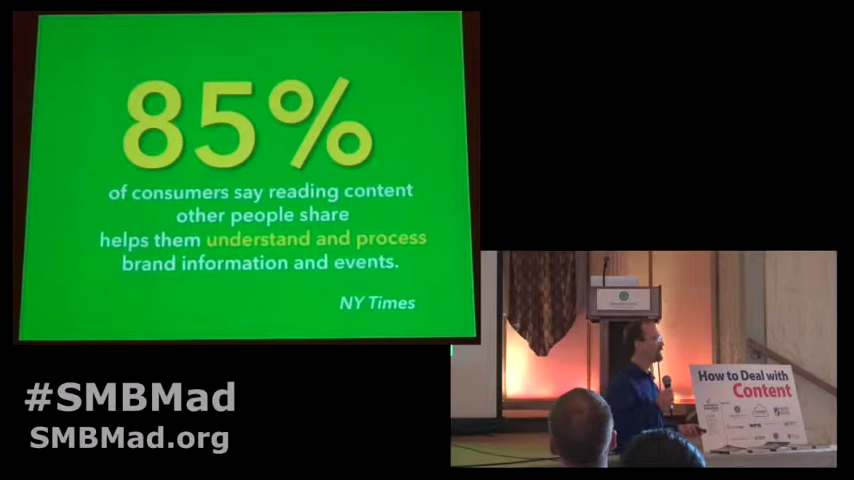 85%
of consumers say reading content
other people share
helps them understand and process
brand information and events.
NY Times
#SMBMad
SMBMad.org
How to Deal with
Content